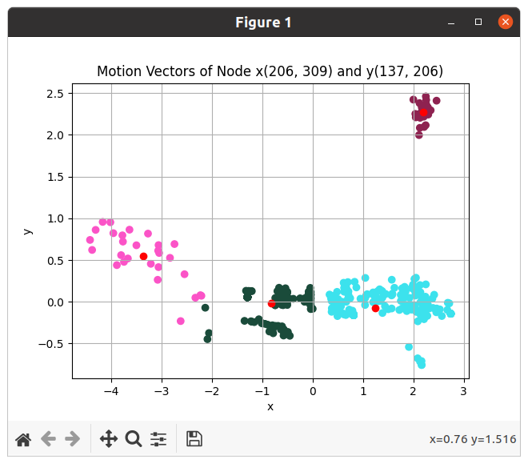 Figure 1
Motion Vectors of Node x(206, 309) and y(137, 206)
2.5
2.0
1.5
1.0
0.5
0.0
−0.5
y
−4 −3 −2 −1 0 1 2 3
x
x=0.76 y=1.516